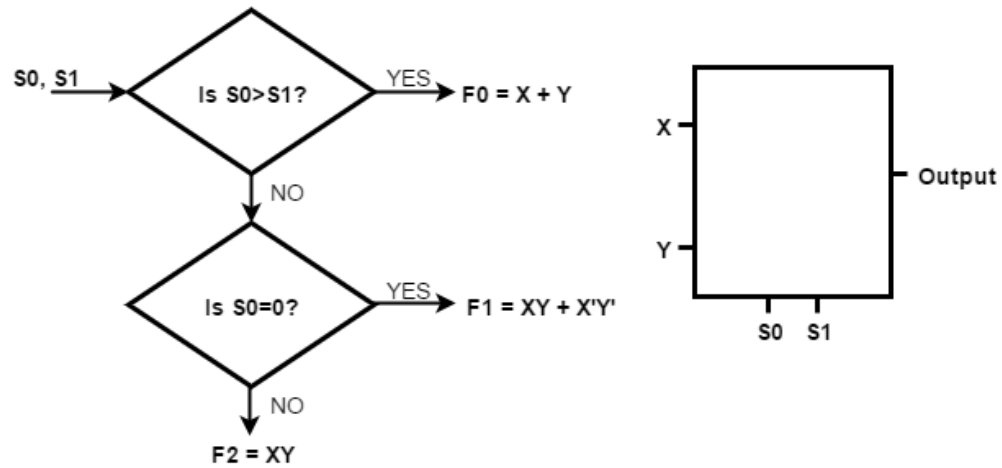 S0, S1
Is S0>S1?
YES
F0 = X + Y
NO
Is S0=0?
YES
F1 = XY + X'Y'
NO
F2 = XY
X
Y
Output
S0 S1